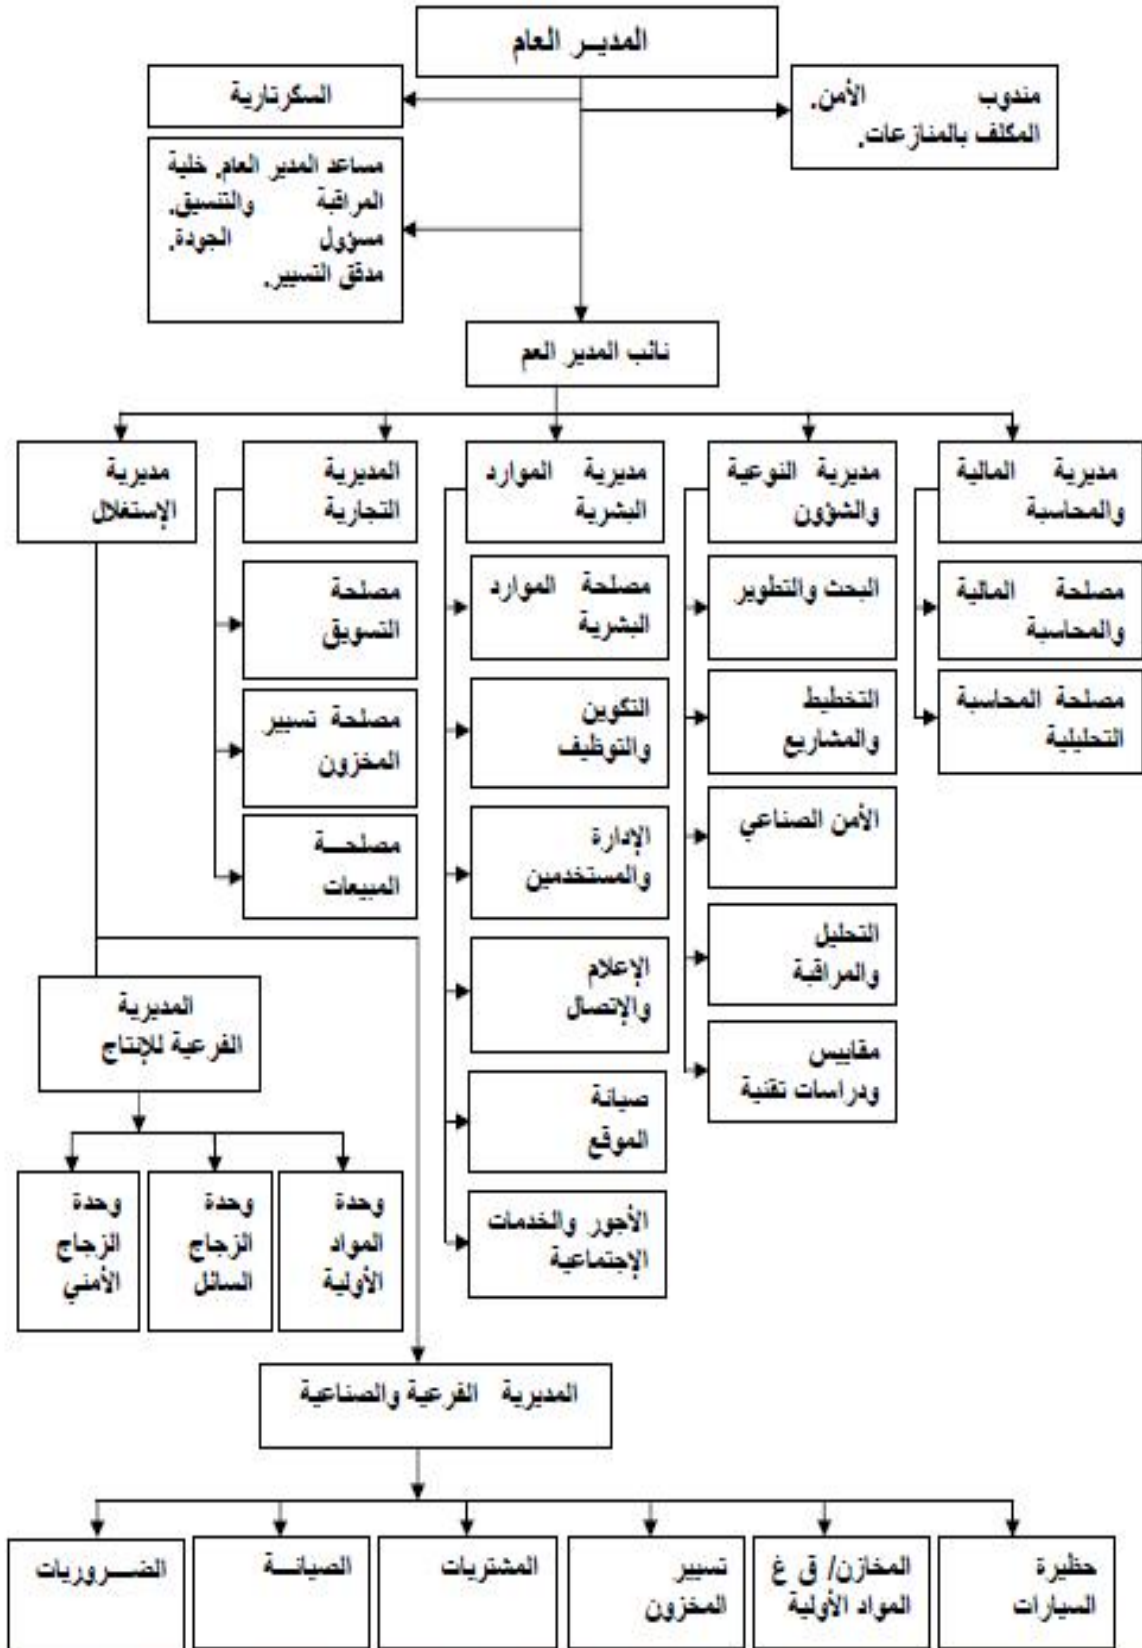 المديــر العام
مندوب الأمن.
المكلف بالمنازعات.
السكرتارية
مساعد المدير العام. خلية
المراقبة والتنسيق.
مسؤول الجودة.
مدقق التسيير.
نائب المدير العم
مديرية المالية
والمحاسبة
مديرية النوعية
والشؤون
مديرية الموارد
البشرية
المديرية
التجارية
مديرية
الإستغلال
مصلحة المالية
والمحاسبة
مصلحة المحاسبة
التحليلية
البحث والتطوير
التخطيط
والمشاريع
الأمن الصناعي
التحليل
والمراقبة
مقاييس
ودراسات تقنية
مصلحة الموارد
البشرية
التكوين
والتوظيف
الإدارة
والمستخدمين
الإعلام
والإتصال
صيانة
الموقع
الأجور والخدمات
الإجتماعية
مصلحة
التسويق
مصلحة تسيير
المخزون
مصلحــة
المبيعات
المديرية
الفرعية للإنتاج
وحدة
المواد
الأولية
وحدة
الزجاج
السائل
وحدة
الزجاج
الأمني
المديرية الفرعية والصناعية
حظيرة
السيارات
المخازن/ ق غ
المواد الأولية
تسيير
المخزون
المشتريات
الصيانــة
الضــــروريات